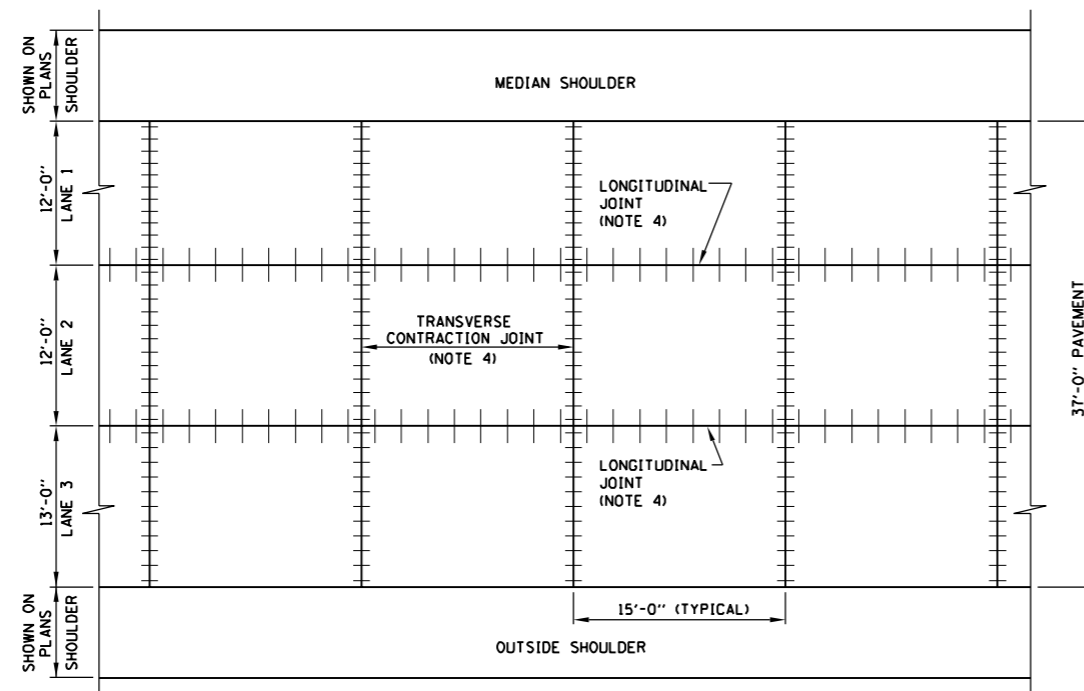 SHOWN ON
PLANS
SHOULDER
MEDIAN SHOULDER
12'-0"
LANE 1
LONGITUDINAL
JOINT
(NOTE 4)
12'-0"
LANE 2
TRANSVERSE
CONTRACTION JOINT
(NOTE 4)
37'-0" PAVEMENT
13'-0"
LANE 3
LONGITUDINAL
JOINT
(NOTE 4)
15'-0" (TYPICAL)
SHOWN ON
PLANS
SHOULDER
OUTSIDE SHOULDER